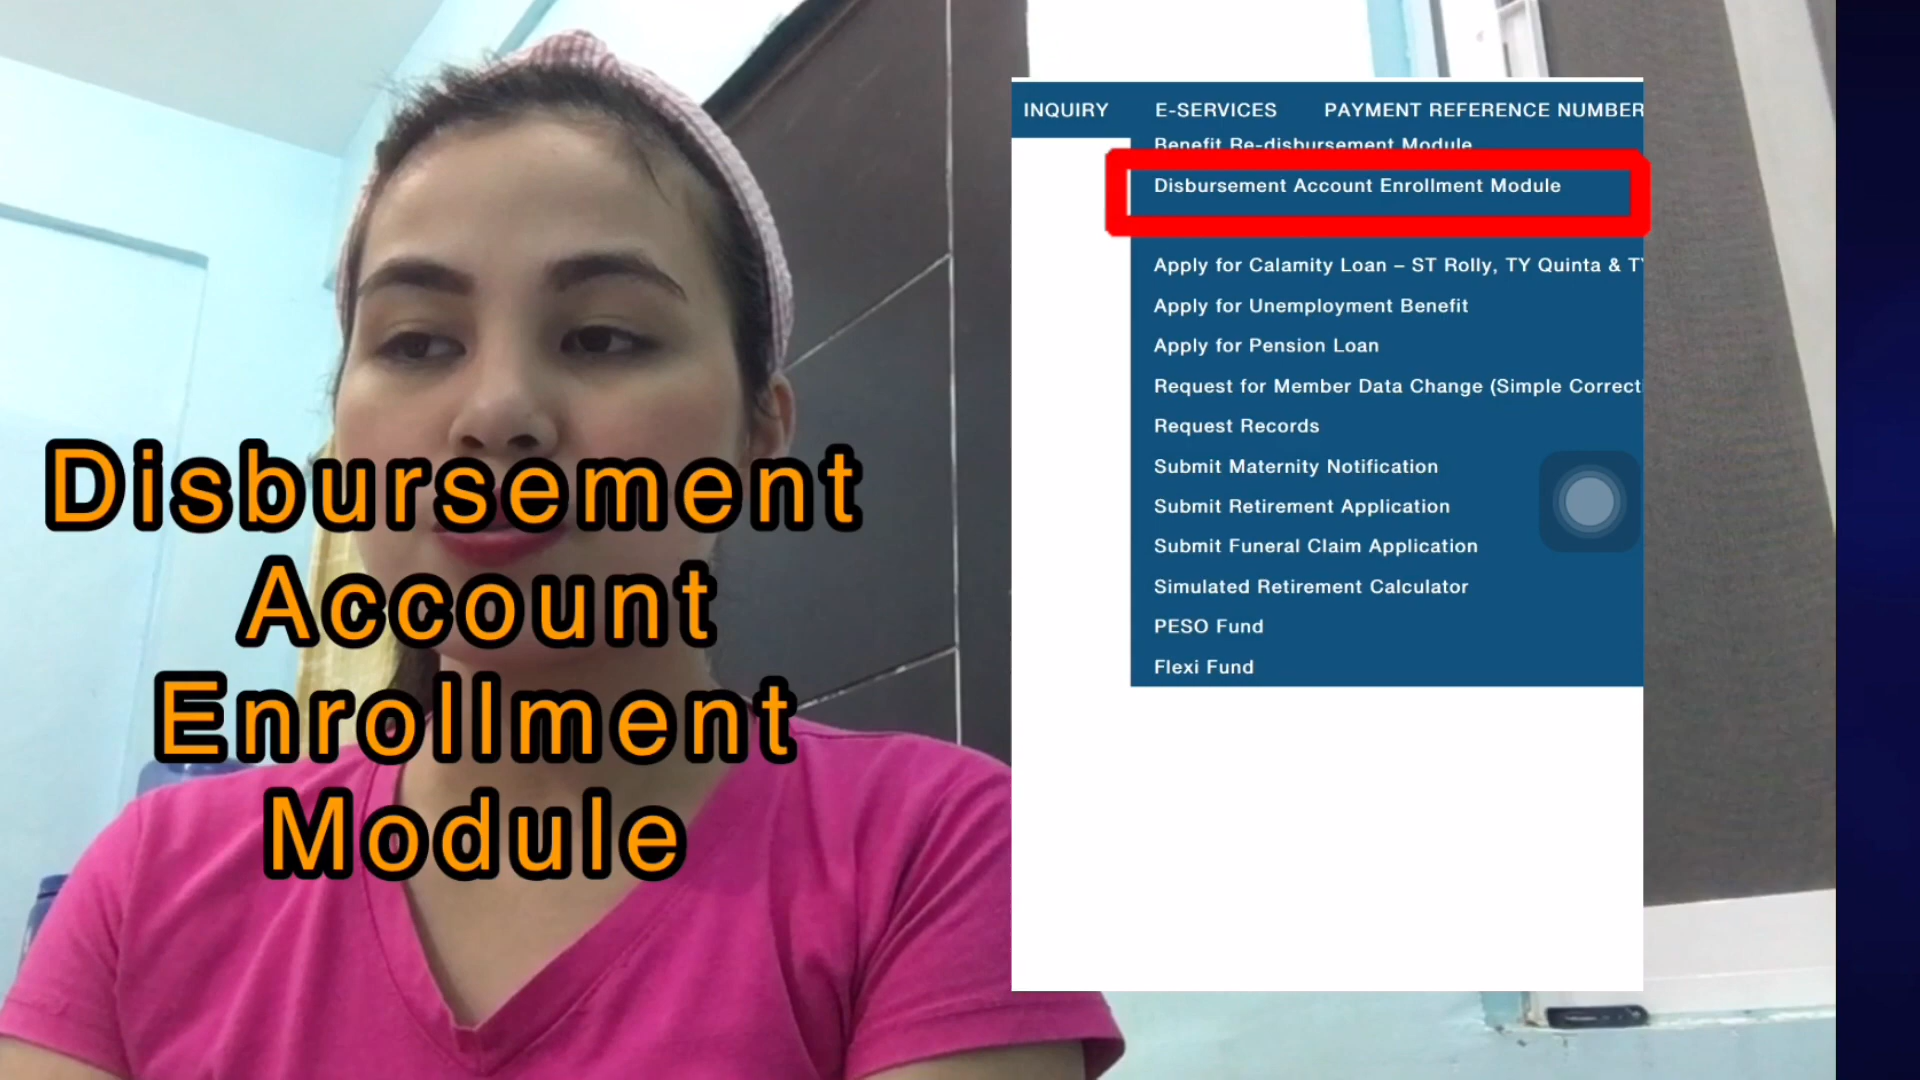 Disbursement
Account
Enrollment
Module
INQUIRY E-SERVICES PAYMENT REFERENCE NUMBER
Benefit Re-disbursement Module
Disbursement Account Enrollment Module
Apply for Calamity Loan – ST Rolly, TY Quinta & TY
Apply for Unemployment Benefit
Apply for Pension Loan
Request for Member Data Change (Simple Correct
Request Records
Submit Maternity Notification
Submit Retirement Application
Submit Funeral Claim Application
Simulated Retirement Calculator
PESO Fund
Flexi Fund